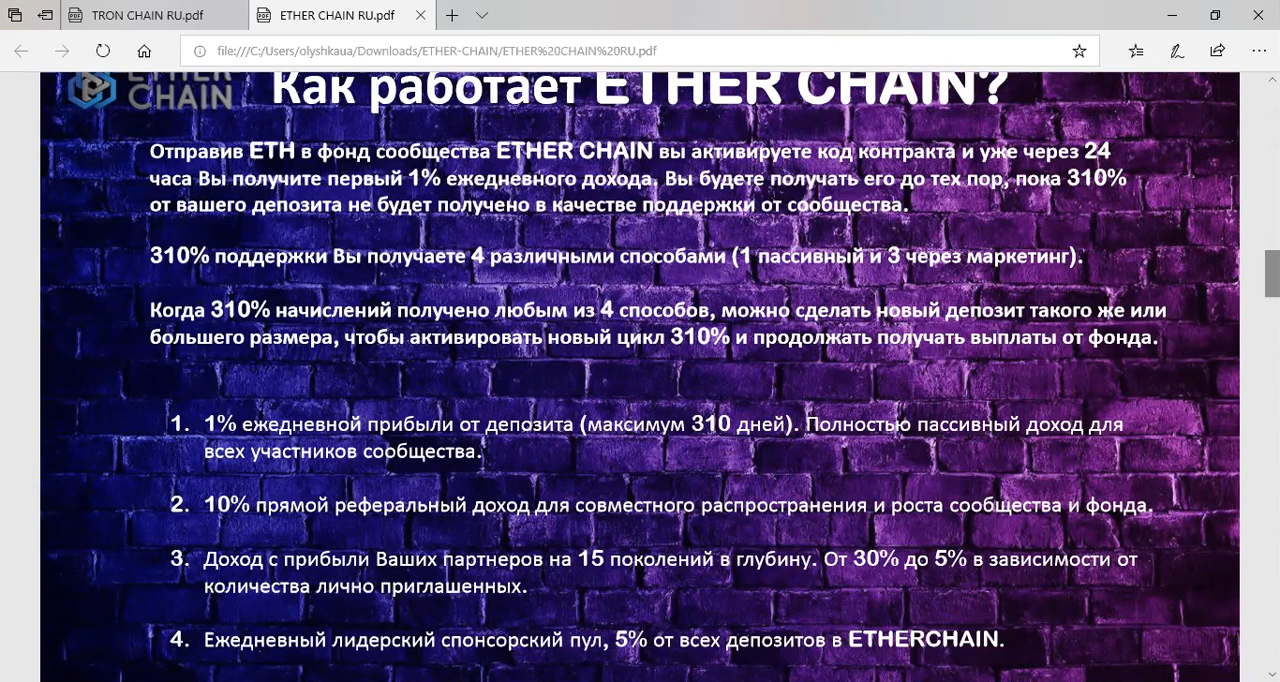 TRON CHAIN RU.pdf
ETHER CHAIN RU.pdf
file:///C:/Users/olyshkaua/Downloads/ETHER-CHAIN/ETHER%20CHAIN%20RU.pdf
ETHER
CHAIN
Как работает ETHER CHAIN?
Отправив ETH в фонд сообщества ETHER CHAIN вы активируете код контракта и уже через 24
часа Вы получите первый 1% ежедневного дохода. Вы будете получать его до тех пор, пока 310%
от вашего депозита не будет получено в качестве поддержки от сообщества.
310% поддержки Вы получаете 4 различными способами (1 пассивный и 3 через маркетинг).
Когда 310% начислений получено любым из 4 способов, можно сделать новый депозит такого же или
большего размера, чтобы активировать новый цикл 310% и продолжать получать выплаты от фонда.
1. 1% ежедневной прибыли от депозита (максимум 310 дней). Полностью пассивный доход для
всех участников сообщества.
2. 10% прямой реферальный доход для совместного распространения и роста сообщества и фонда.
3. Доход с прибыли Ваших партнеров на 15 поколений в глубину. От 30% до 5% в зависимости от
количества лично приглашенных.
4. Ежедневный лидерский спонсорский пул, 5% от всех депозитов в ETHERCHAIN.